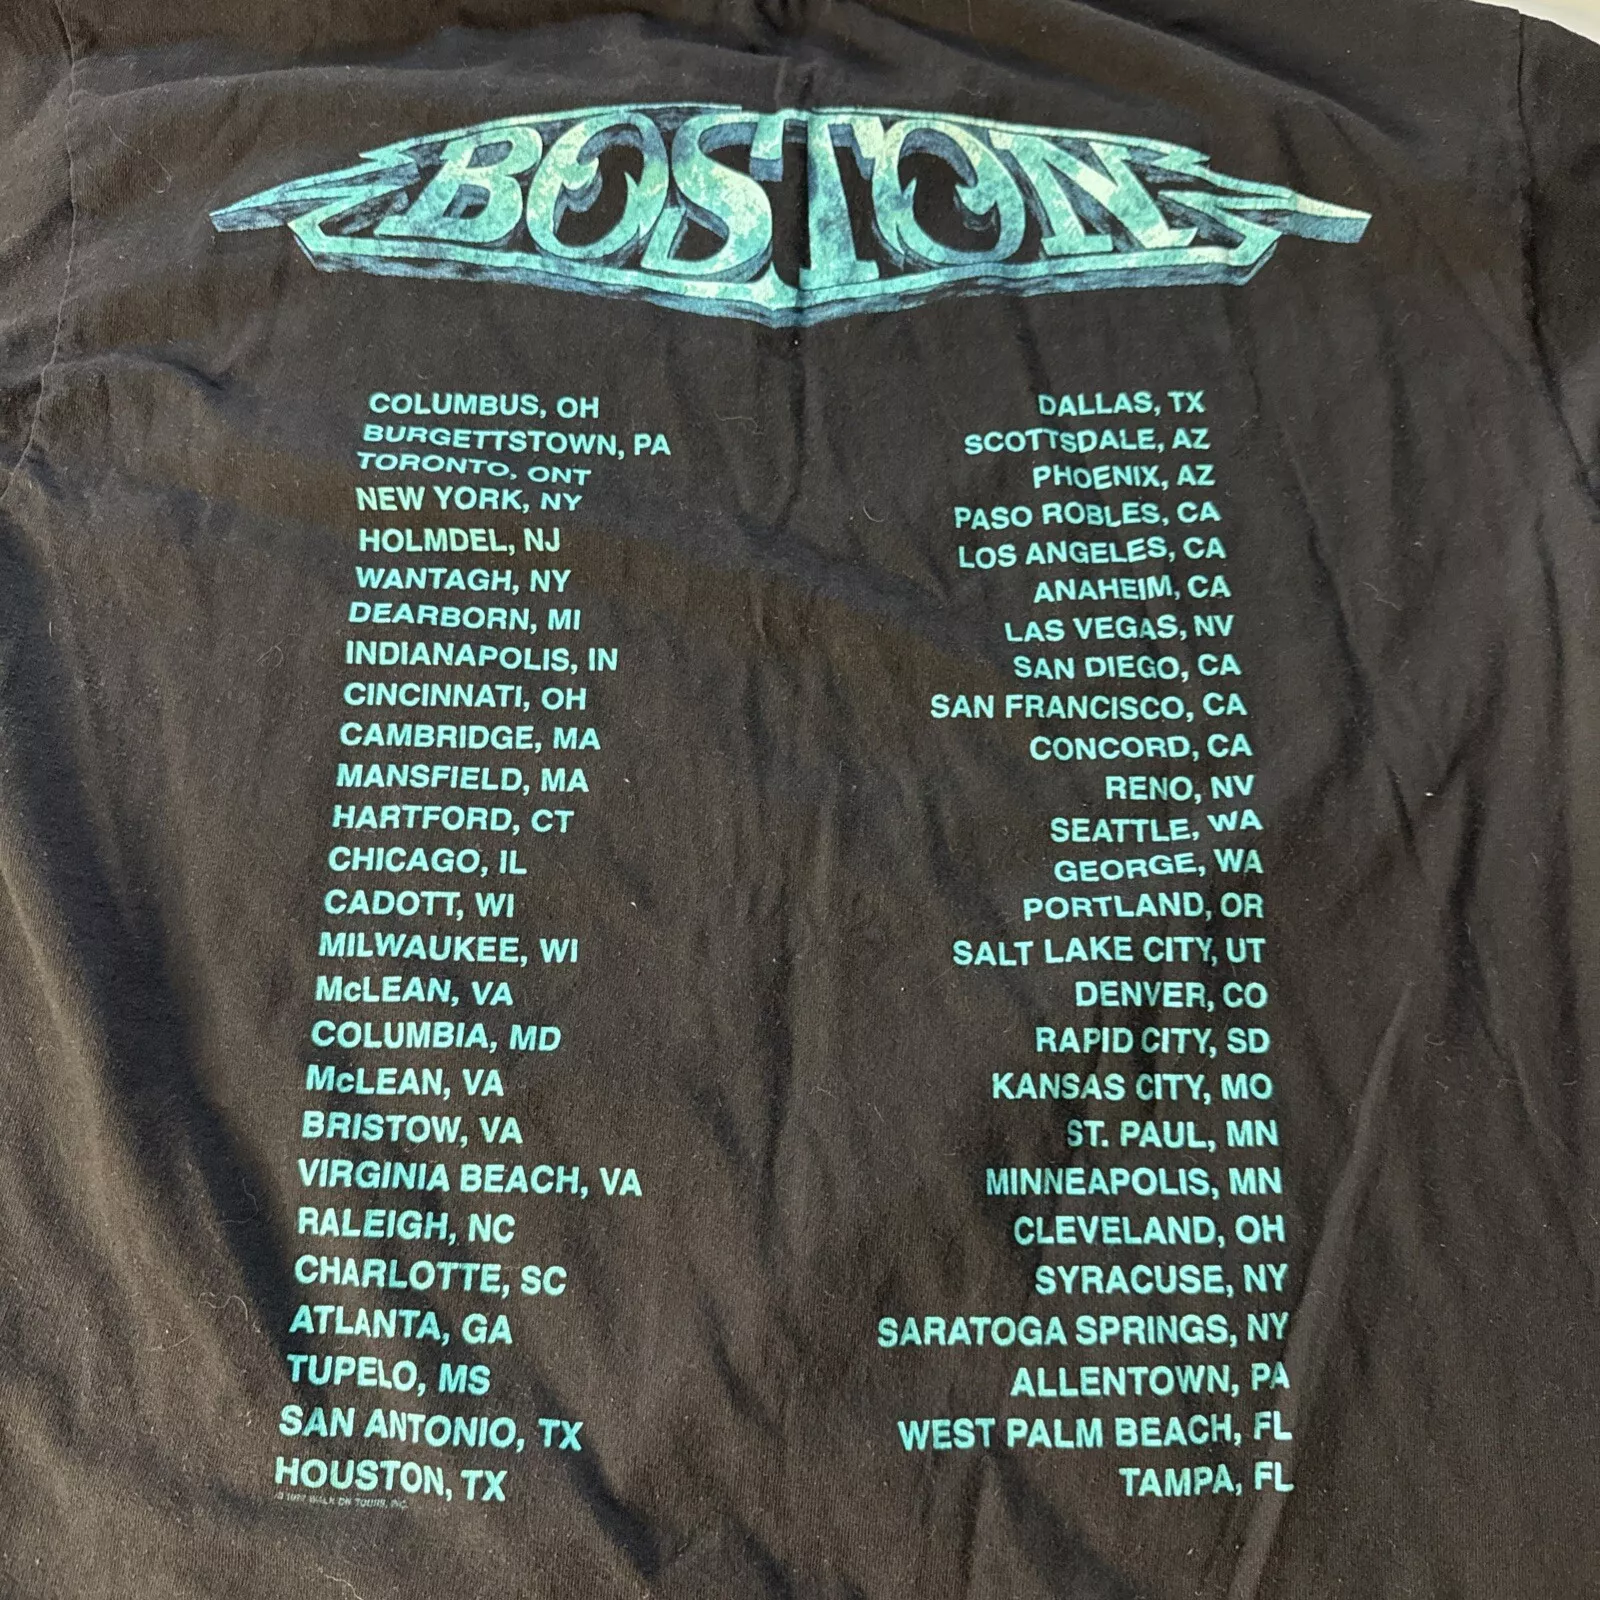 BOSTON
COLUMBUS, OH
BURGETTSTOWN, PA
TORONTO, ONT
NEW YORK, NY
HOLMDEL, NJ
WANTAGH, NY
DEARBORN, MI
INDIANAPOLIS, IN
CINCINNATI, OH
CAMBRIDGE, MA
MANSFIELD, MA
HARTFORD, CT
CHICAGO, IL
CADOTT, WI
MILWAUKEE, WI
McLEAN, VA
COLUMBIA, MD
McLEAN, VA
BRISTOW, VA
VIRGINIA BEACH, VA
RALEIGH, NC
CHARLOTTE, SC
ATLANTA, GA
TUPELO, MS
SAN ANTONIO, TX
HOUSTON, TX
© 1997 WALK ON TOURS, INC.
DALLAS, TX
SCOTTSDALE, AZ
PHOENIX, AZ
PASO ROBLES, CA
LOS ANGELES, CA
ANAHEIM, CA
LAS VEGAS, NV
SAN DIEGO, CA
SAN FRANCISCO, CA
CONCORD, CA
RENO, NV
SEATTLE, WA
GEORGE, WA
PORTLAND, OR
SALT LAKE CITY, UT
DENVER, CO
RAPID CITY, SD
KANSAS CITY, MO
ST. PAUL, MN
MINNEAPOLIS, MN
CLEVELAND, OH
SYRACUSE, NY
SARATOGA SPRINGS, NY
ALLENTOWN, PA
WEST PALM BEACH, FL
TAMPA, FL